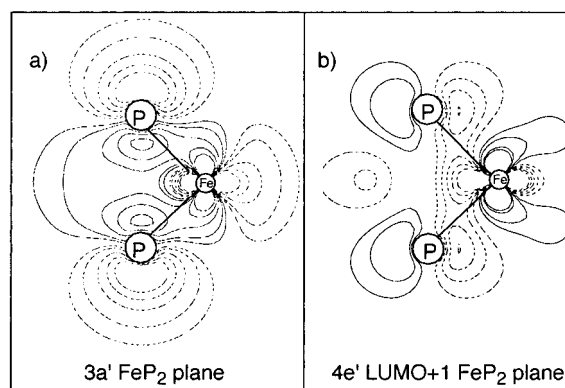 a)
P
Fe
P
3a' FeP₂ plane
b)
P
Fe
P
4e' LUMO+1 FeP₂ plane